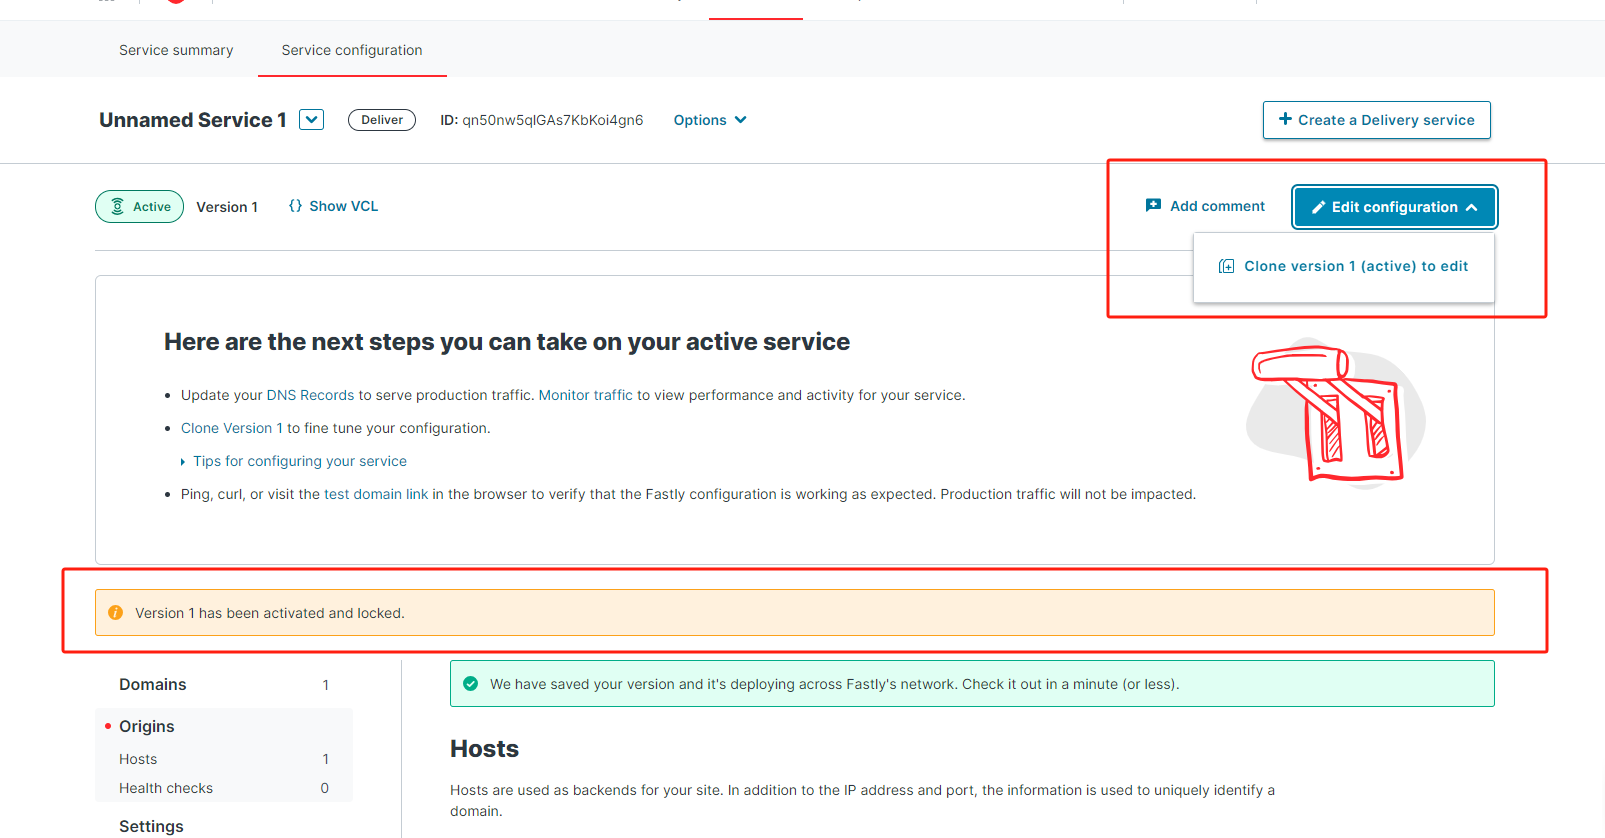 Service summary
Service configuration
Unnamed Service 1
Deliver
ID: qn50nw5qlGAs7KbKoi4gn6
Options
+ Create a Delivery service
Active
Version 1
{} Show VCL
Add comment
Edit configuration
Clone version 1 (active) to edit
Here are the next steps you can take on your active service
• Update your DNS Records to serve production traffic. Monitor traffic to view performance and activity for your service.
• Clone Version 1 to fine tune your configuration.
Tips for configuring your service
• Ping, curl, or visit the test domain link in the browser to verify that the Fastly configuration is working as expected. Production traffic will not be impacted.
Version 1 has been activated and locked.
Domains 1
Origins
Hosts 1
Health checks 0
Settings
We have saved your version and it's deploying across Fastly's network. Check it out in a minute (or less).
Hosts
Hosts are used as backends for your site. In addition to the IP address and port, the information is used to uniquely identify a
domain.